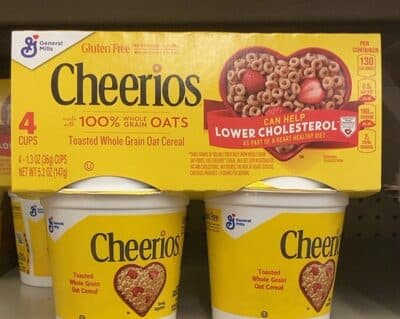 General
Mills
Gluten Free
PER
CONTAINER
130
CALORIES
Cheerios
made
with 100% WHOLE GRAIN OATS
Toasted Whole Grain Oat Cereal
4
CUPS
4 - 1.3 OZ (36g) CUPS
NET WT 5.2 OZ (147g)
U
CAN HELP
LOWER CHOLESTEROL*
AS PART OF A HEART HEALTHY DIET
General
Mills
Cheerios
Toasted
Whole Grain
Oat Cereal
General
Mills
Cheeri
Toasted
Whole Grain
Oat Cereal